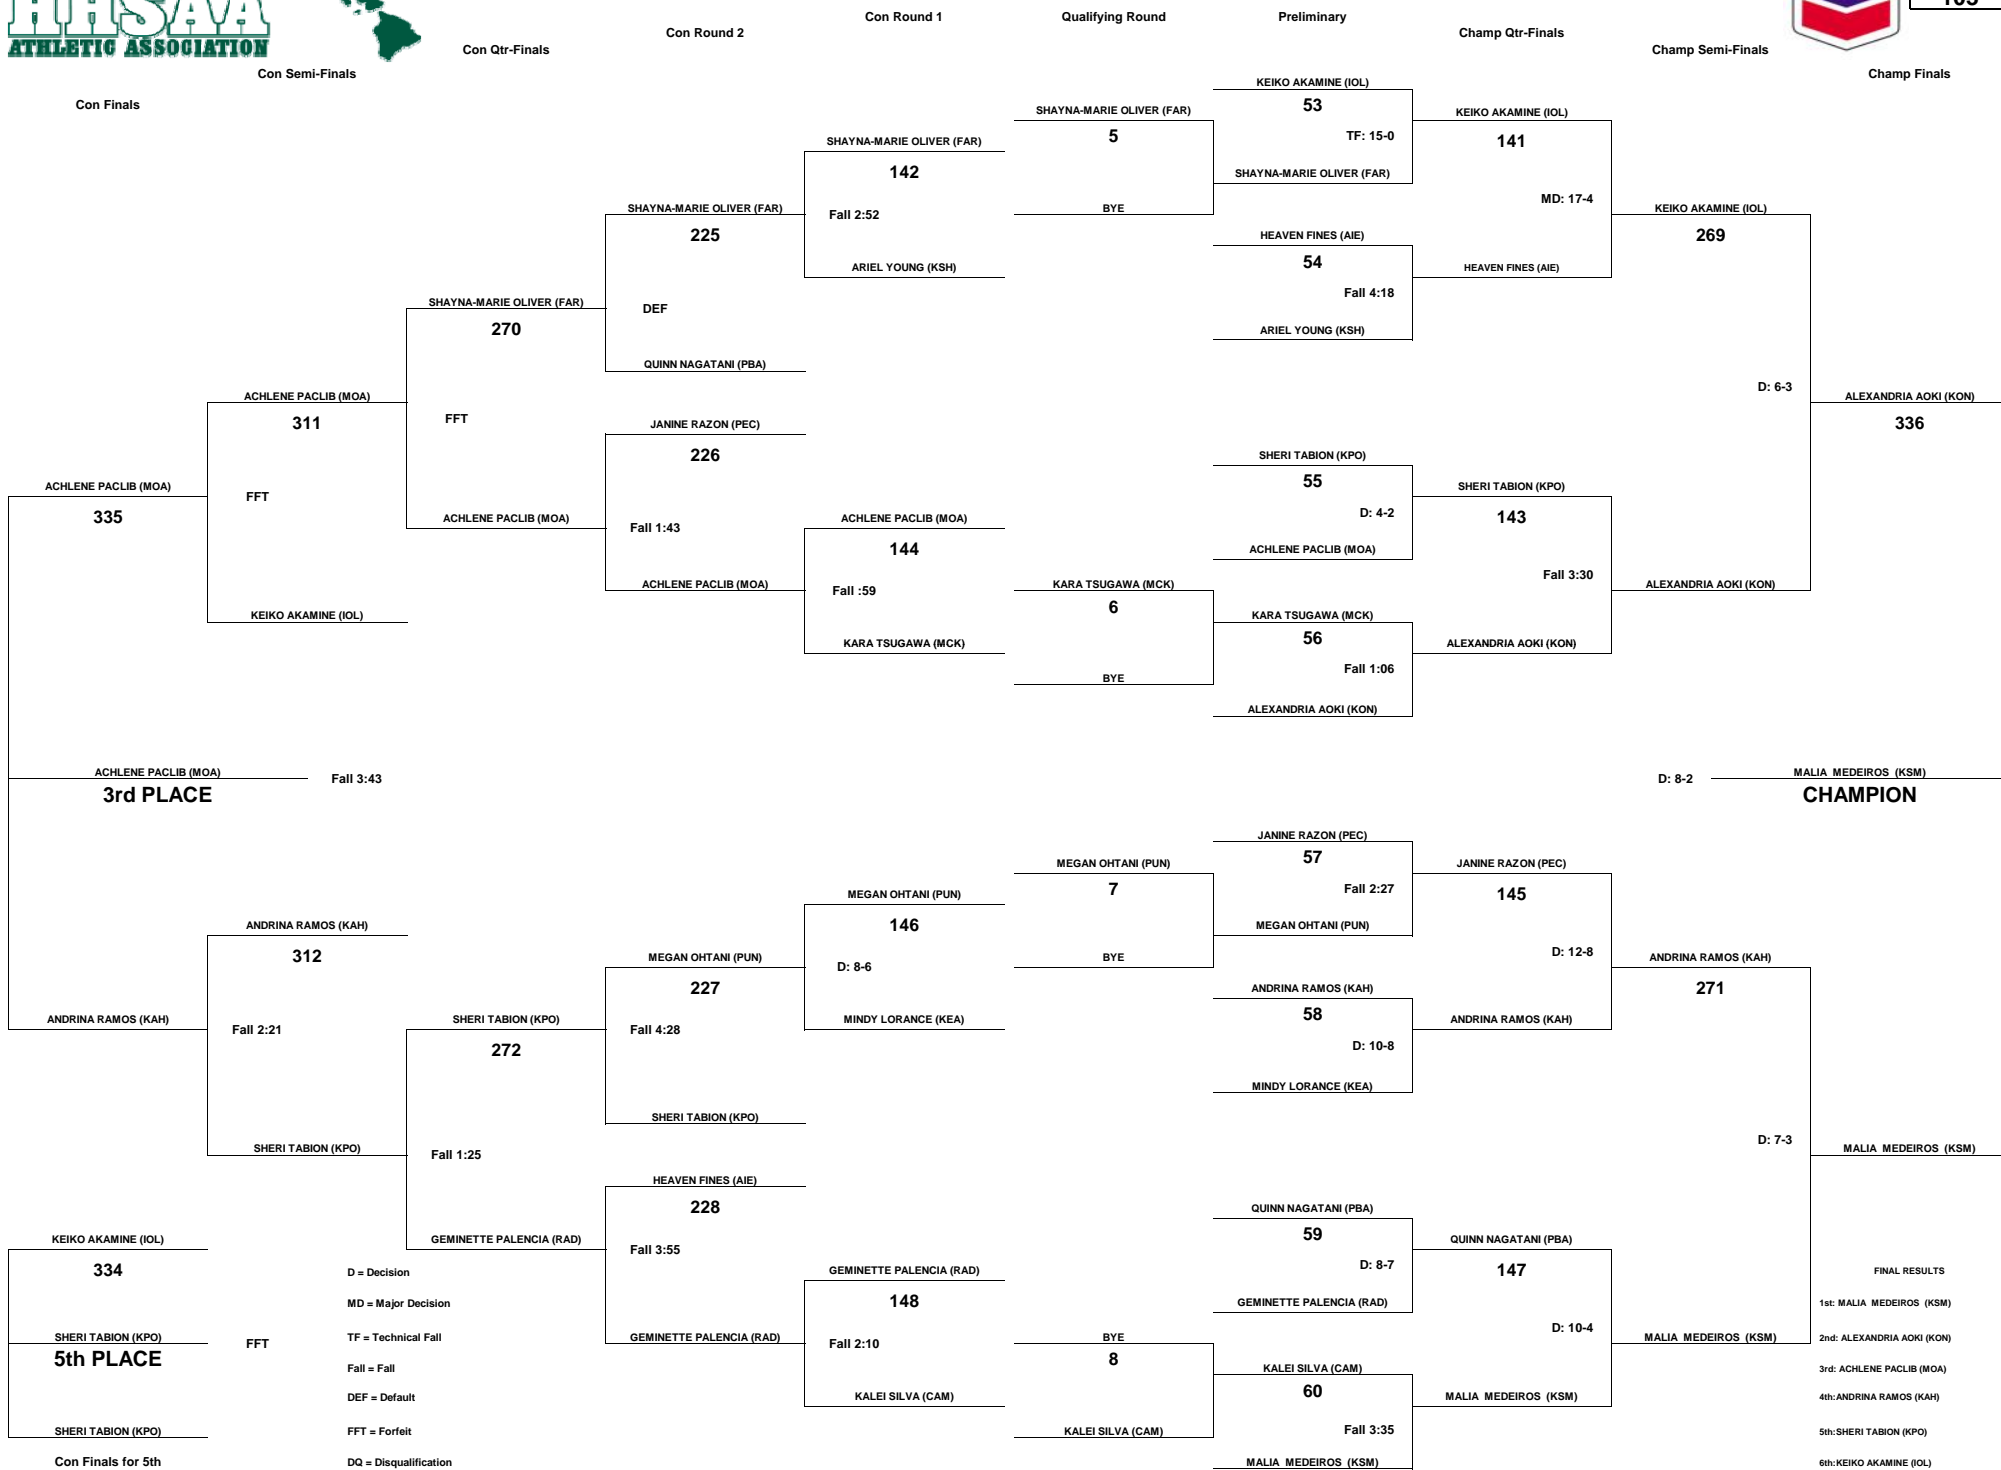 HHSAA
ATHLETIC ASSOCIATION
Con Finals
Con Semi-Finals
Con Qtr-Finals
Con Round 2
Con Round 1
Qualifying Round
Preliminary
Champ Qtr-Finals
Champ Semi-Finals
Champ Finals
KEIKO AKAMINE (IOL)
53
TF: 15-0
SHAYNA-MARIE OLIVER (FAR)
SHAYNA-MARIE OLIVER (FAR)
5
BYE
KEIKO AKAMINE (IOL)
141
MD: 17-4
HEAVEN FINES (AIE)
SHAYNA-MARIE OLIVER (FAR)
142
Fall 2:52
ARIEL YOUNG (KSH)
HEAVEN FINES (AIE)
54
Fall 4:18
ARIEL YOUNG (KSH)
SHAYNA-MARIE OLIVER (FAR)
225
DEF
QUINN NAGATANI (PBA)
KEIKO AKAMINE (IOL)
269
D: 6-3
ALEXANDRIA AOKI (KON)
SHAYNA-MARIE OLIVER (FAR)
270
FFT
ACHLENE PACLIB (MOA)
ACHLENE PACLIB (MOA)
311
FFT
KEIKO AKAMINE (IOL)
JANINE RAZON (PEC)
226
Fall 1:43
ACHLENE PACLIB (MOA)
ALEXANDRIA AOKI (KON)
336
SHERI TABION (KPO)
55
D: 4-2
ACHLENE PACLIB (MOA)
SHERI TABION (KPO)
143
Fall 3:30
ALEXANDRIA AOKI (KON)
ACHLENE PACLIB (MOA)
335
ACHLENE PACLIB (MOA)
144
Fall :59
KARA TSUGAWA (MCK)
KARA TSUGAWA (MCK)
6
BYE
KARA TSUGAWA (MCK)
56
Fall 1:06
ALEXANDRIA AOKI (KON)
ACHLENE PACLIB (MOA)
Fall 3:43
3rd PLACE
D: 8-2
MALIA MEDEIROS (KSM)
CHAMPION
JANINE RAZON (PEC)
57
Fall 2:27
MEGAN OHTANI (PUN)
MEGAN OHTANI (PUN)
7
BYE
JANINE RAZON (PEC)
145
D: 12-8
ANDRINA RAMOS (KAH)
MEGAN OHTANI (PUN)
146
D: 8-6
MINDY LORANCE (KEA)
ANDRINA RAMOS (KAH)
312
Fall 2:21
SHERI TABION (KPO)
MEGAN OHTANI (PUN)
227
Fall 4:28
SHERI TABION (KPO)
ANDRINA RAMOS (KAH)
58
D: 10-8
MINDY LORANCE (KEA)
ANDRINA RAMOS (KAH)
271
D: 7-3
MALIA MEDEIROS (KSM)
ANDRINA RAMOS (KAH)
SHERI TABION (KPO)
272
Fall 1:25
GEMINETTE PALENCIA (RAD)
MALIA MEDEIROS (KSM)
HEAVEN FINES (AIE)
228
Fall 3:55
GEMINETTE PALENCIA (RAD)
QUINN NAGATANI (PBA)
59
D: 8-7
GEMINETTE PALENCIA (RAD)
QUINN NAGATANI (PBA)
147
D: 10-4
MALIA MEDEIROS (KSM)
GEMINETTE PALENCIA (RAD)
148
Fall 2:10
KALEI SILVA (CAM)
BYE
8
KALEI SILVA (CAM)
KALEI SILVA (CAM)
60
Fall 3:35
MALIA MEDEIROS (KSM)
KEIKO AKAMINE (IOL)
334
SHERI TABION (KPO)
FFT
5th PLACE
SHERI TABION (KPO)
Con Finals for 5th
D = Decision
MD = Major Decision
TF = Technical Fall
Fall = Fall
DEF = Default
FFT = Forfeit
DQ = Disqualification
FINAL RESULTS
1st: MALIA MEDEIROS (KSM)
2nd: ALEXANDRIA AOKI (KON)
3rd: ACHLENE PACLIB (MOA)
4th:ANDRINA RAMOS (KAH)
5th:SHERI TABION (KPO)
6th:KEIKO AKAMINE (IOL)